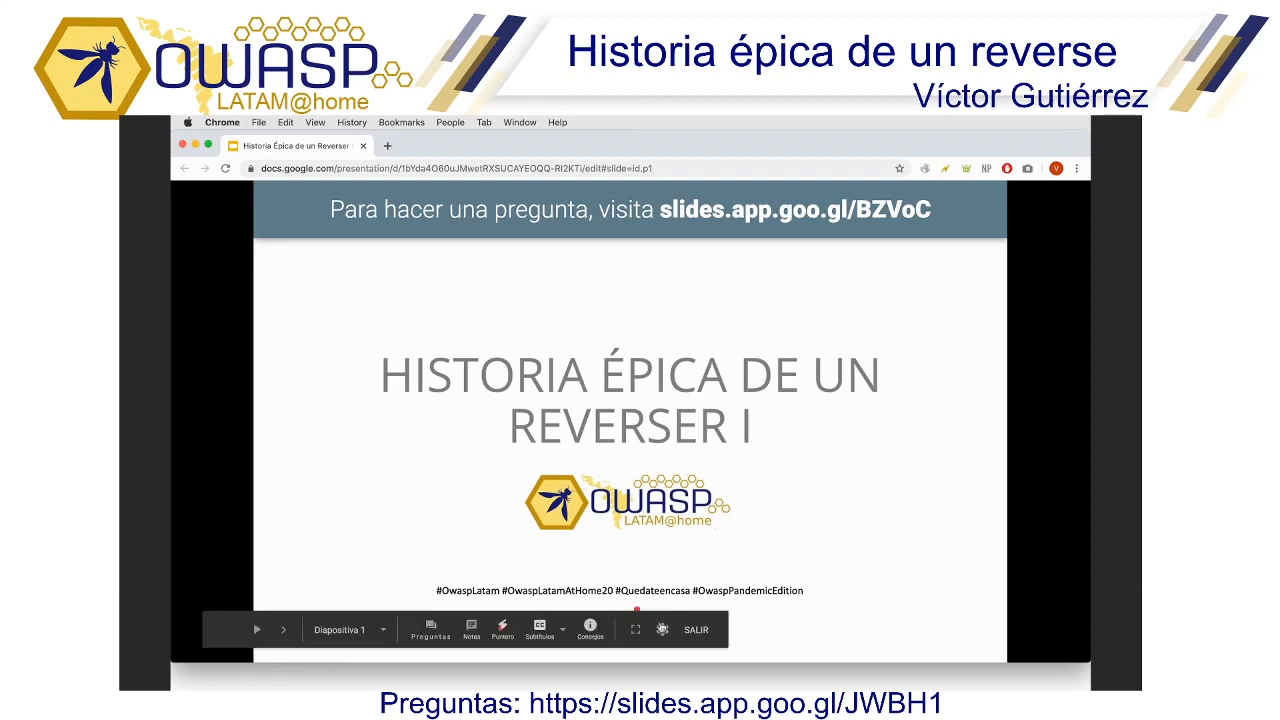 OWASP
LATAM@home
Historia épica de un reverse
Víctor Gutiérrez
Chrome File Edit View History Bookmarks People Tab Window Help
Historia Épica de un Reverser
docs.google.com/presentation/d/1bYda4O60uJMwetRXSUCAYEOQQ-RI2KTi/edit#slide=id.p1
NP
V
Para hacer una pregunta, visita slides.app.goo.gl/BZVoC
HISTORIA ÉPICA DE UN
REVERSER I
OWASP
LATAM@home
#OwaspLatam #OwaspLatamAtHome20 #Quedateencasa #OwaspPandemicEdition
Diapositiva 1
Preguntas Notas Puntero Subtítulos Consejos
SALIR
Preguntas: https://slides.app.goo.gl/JWBH1